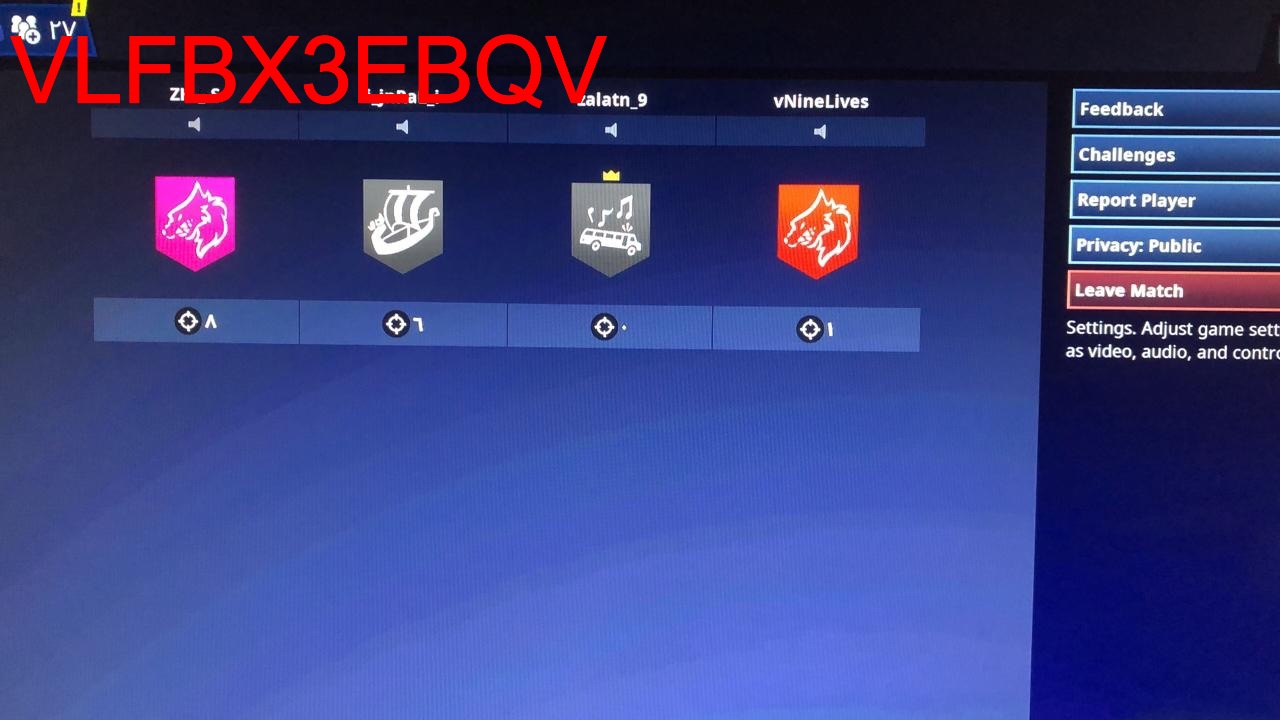 ٢٧
!
VLFBX3EBQV
zalatn_9
vNineLives
٨
٦
٠
١
Feedback
Challenges
Report Player
Privacy: Public
Leave Match
Settings. Adjust game sett
as video, audio, and contro